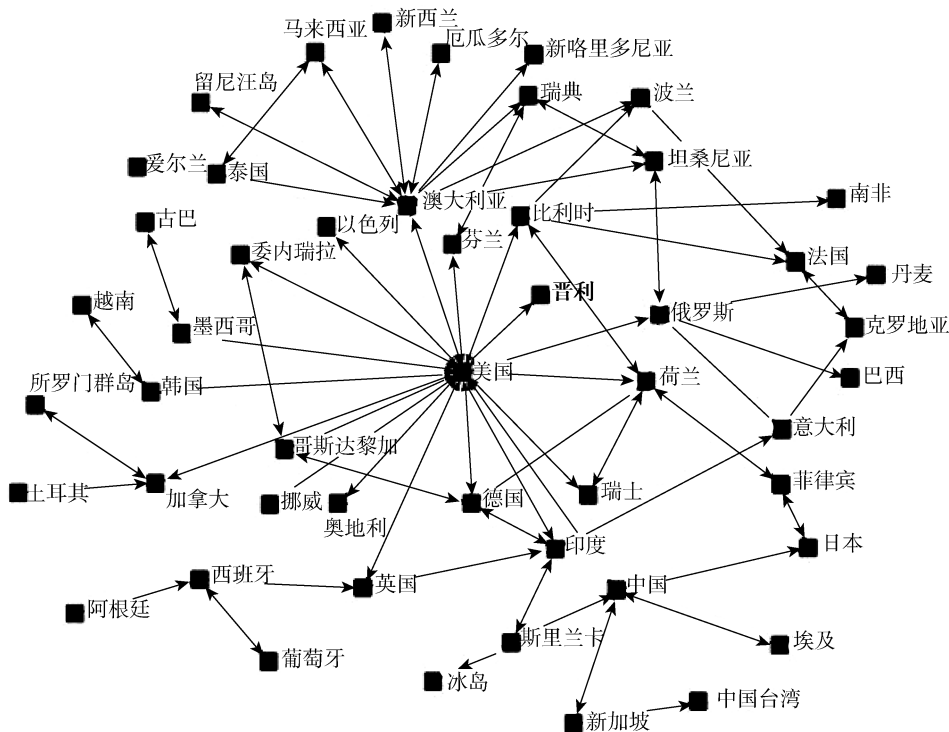 新西兰
马来西亚
厄瓜多尔
新咯里多尼亚
留尼汪岛
瑞典
波兰
爱尔兰
泰国
坦桑尼亚
澳大利亚
南非
古巴
以色列
比利时
委内瑞拉
芬兰
法国
丹麦
晋利
越南
墨西哥
俄罗斯
克罗地亚
美国
所罗门群岛
韩国
荷兰
巴西
哥斯达黎加
意大利
土耳其
加拿大
挪威
奥地利
德国
瑞士
菲律宾
印度
日本
西班牙
英国
中国
阿根廷
斯里兰卡
埃及
葡萄牙
冰岛
新加坡
中国台湾